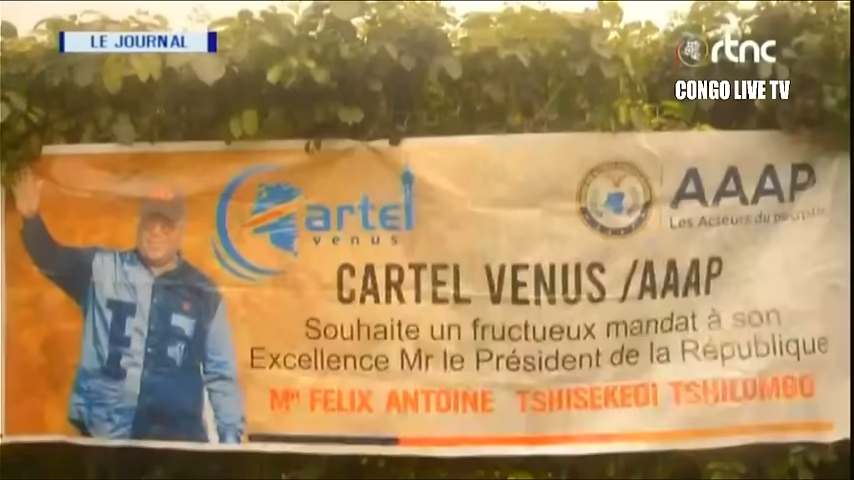 LE JOURNAL
rtnc
CONGO LIVE TV
Cartel
venus
AAAP
Les Acteurs du peuple
CARTEL VENUS /AAAP
Souhaite un fructueux mandat à son
Excellence Mr le Président de la République
Mr FELIX ANTOINE TSHISEKEDI TSHILOMBO